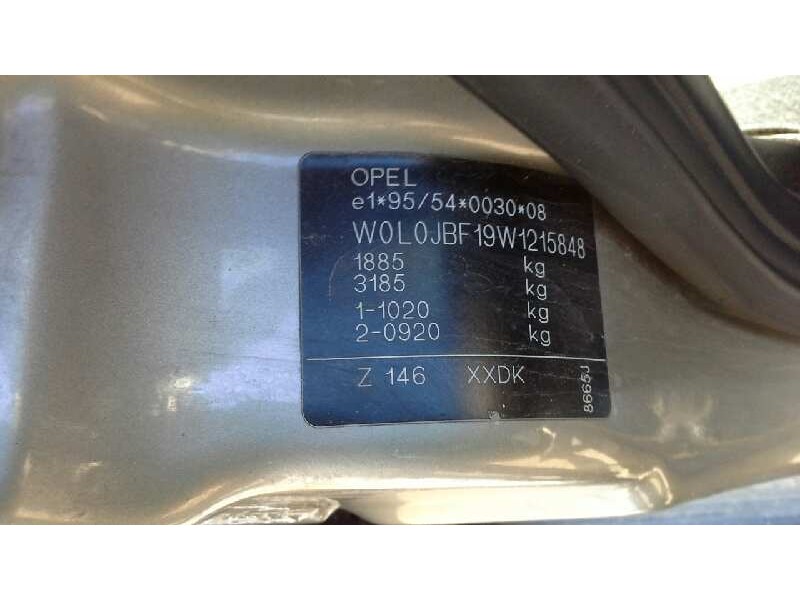 OPEL
e1*95/54*0030*08
W0L0JBF19W1215848
1885 kg
3185 kg
1-1020 kg
2-0920 kg
Z 146 XXDK
8665J